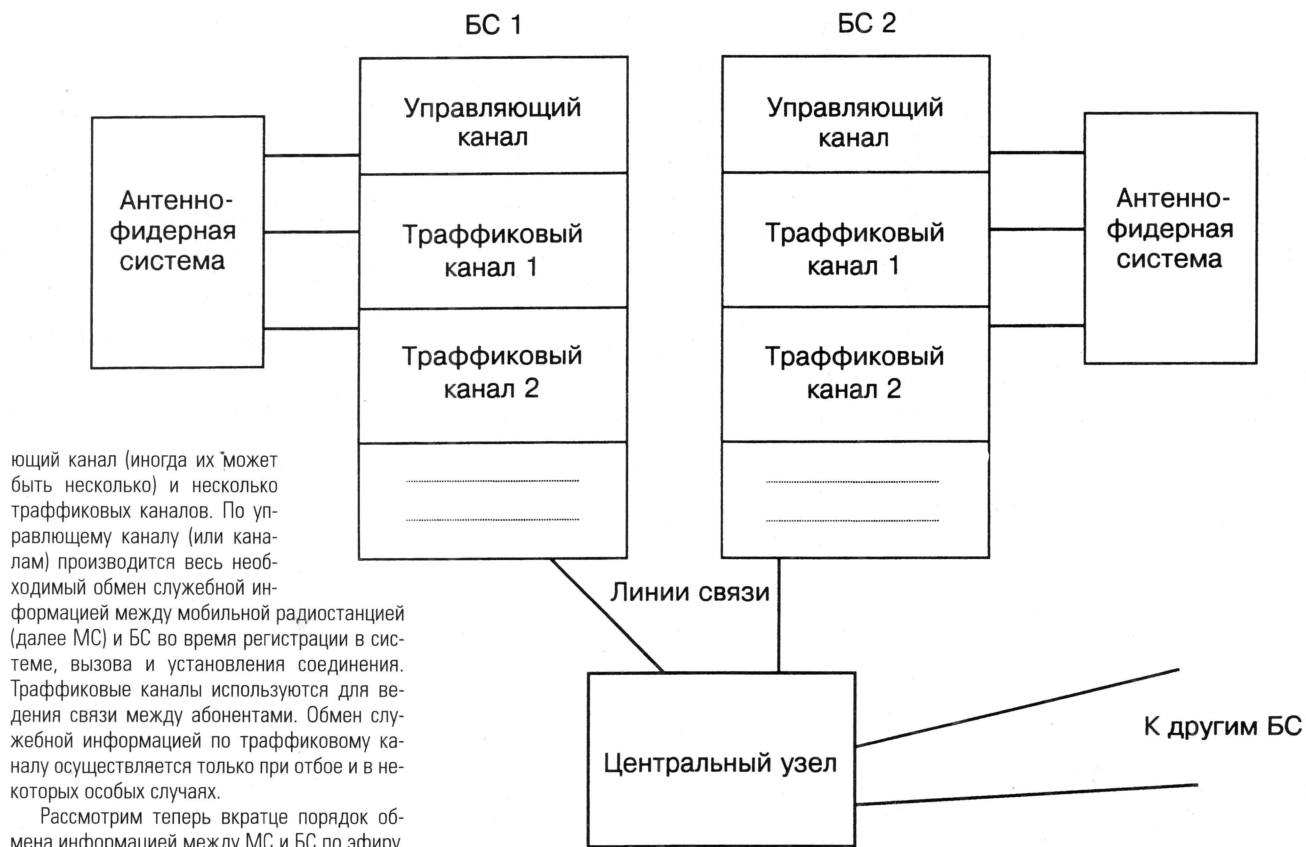 БС 1
БС 2
Управляющий
канал
Управляющий
канал
Антенно-
фидерная
система
Траффиковый
канал 1
Траффиковый
канал 1
Антенно-
фидерная
система
Траффиковый
канал 2
Траффиковый
канал 2
Линии связи
Центральный узел
К другим БС
ющий канал (иногда их может
быть несколько) и несколько
траффиковых каналов. По уп-
равлющему каналу (или кана-
лам) производится весь необ-
ходимый обмен служебной ин-
формацией между мобильной радиостанцией
(далее МС) и БС во время регистрации в сис-
теме, вызова и установления соединения.
Траффиковые каналы используются для ве-
дения связи между абонентами. Обмен слу-
жебной информацией по траффиковому ка-
налу осуществляется только при отбое и в не-
которых особых случаях.
Рассмотрим теперь вкратце порядок об-
мена информацией между МС и БС по эфиру.